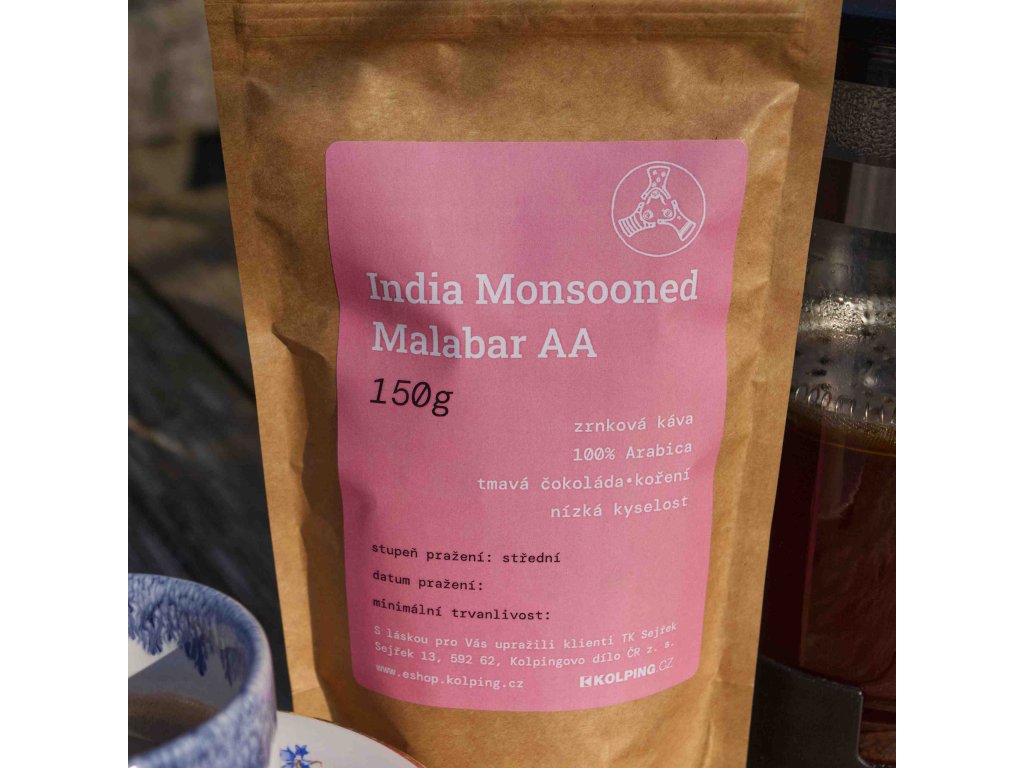 India Monsooned
Malabar AA
150g
zrnková káva
100% Arabica
tmavá čokoláda•koření
nízká kyselost
stupeň pražení: střední
datum pražení:
minimální trvanlivost:
S láskou pro Vás upražili klienti TK Sejřek
Sejřek 13, 592 62, Kolpingovo dílo ČR z. s.
www.eshop.kolping.cz
KOLPING.CZ